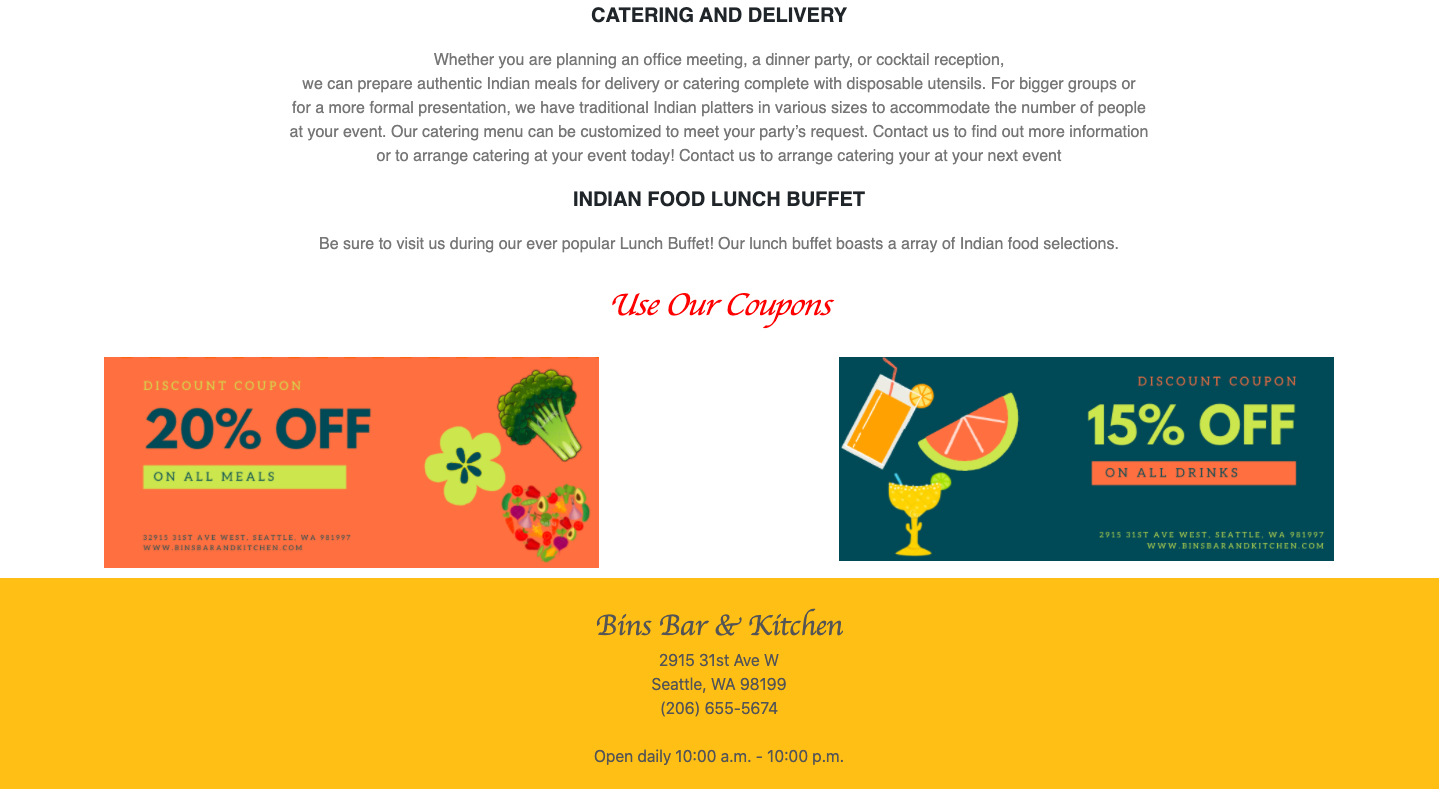 CATERING AND DELIVERY
Whether you are planning an office meeting, a dinner party, or cocktail reception,
we can prepare authentic Indian meals for delivery or catering complete with disposable utensils. For bigger groups or
for a more formal presentation, we have traditional Indian platters in various sizes to accommodate the number of people
at your event. Our catering menu can be customized to meet your party’s request. Contact us to find out more information
or to arrange catering at your event today! Contact us to arrange catering your at your next event
INDIAN FOOD LUNCH BUFFET
Be sure to visit us during our ever popular Lunch Buffet! Our lunch buffet boasts a array of Indian food selections.
Use Our Coupons
DISCOUNT COUPON
20% OFF
ON ALL MEALS
32915 31ST AVE WEST, SEATTLE, WA 981997
WWW.BINSBARANDKITCHEN.COM
DISCOUNT COUPON
15% OFF
ON ALL DRINKS
2915 31ST AVE WEST, SEATTLE, WA 981997
WWW.BINSBARANDKITCHEN.COM
Bins Bar & Kitchen
2915 31st Ave W
Seattle, WA 98199
(206) 655-5674
Open daily 10:00 a.m. - 10:00 p.m.